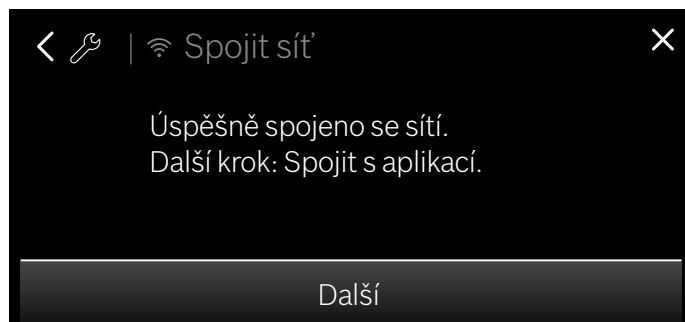 Spojit síť
Úspěšně spojeno se sítí.
Další krok: Spojit s aplikací.
Další